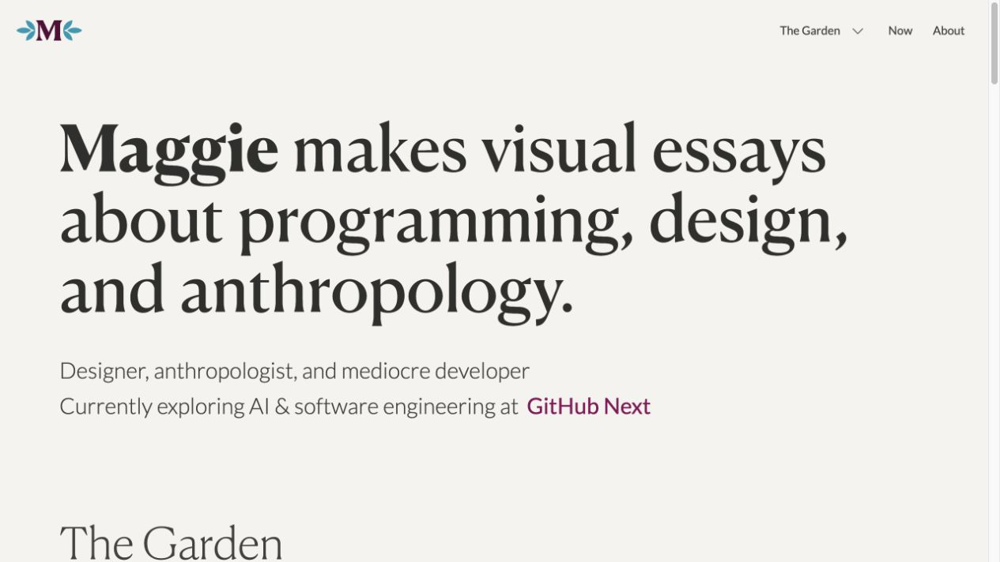 M
The Garden
Now
About
Maggie makes visual essays
about programming, design,
and anthropology.
Designer, anthropologist, and mediocre developer
Currently exploring AI & software engineering at GitHub Next
The Garden